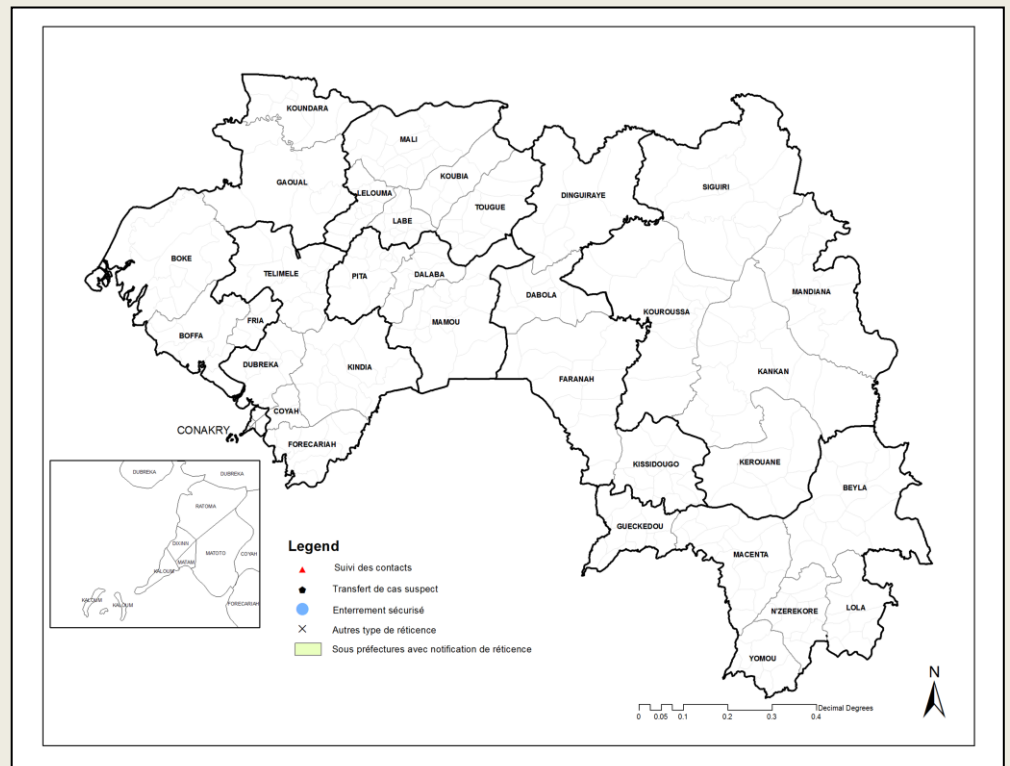 KOUNDARA
MALI
GAOUAL
KOUBIA
LELOUMA
SIGUIRI
DINGUIRAYE
TOUGUE
LABE
BOKE
TELIMELE
PITA
DALABA
MANDIANA
DABOLA
KOUROUSSA
FRIA
MAMOU
BOFFA
DUBREKA
KINDIA
KANKAN
FARANAH
COYAH
CONAKRY
FORECARIAH
KISSIDOUGO
KEROUANE
BEYLA
GUECKEDOU
MACENTA
N'ZEREKORE
LOLA
YOMOU
DUBREKA
DUBREKA
RATOMA
DIXINN
MATOTO
COYAH
MATAM
KALOUM
KALOUM
KALOUM
FORECARIAH
Legend
Suivi des contacts
Transfert de cas suspect
Enterrement sécurisé
Autres type de réticence
Sous préfectures avec notification de réticence
N
Decimal Degrees
0 0.05 0.1 0.2 0.3 0.4